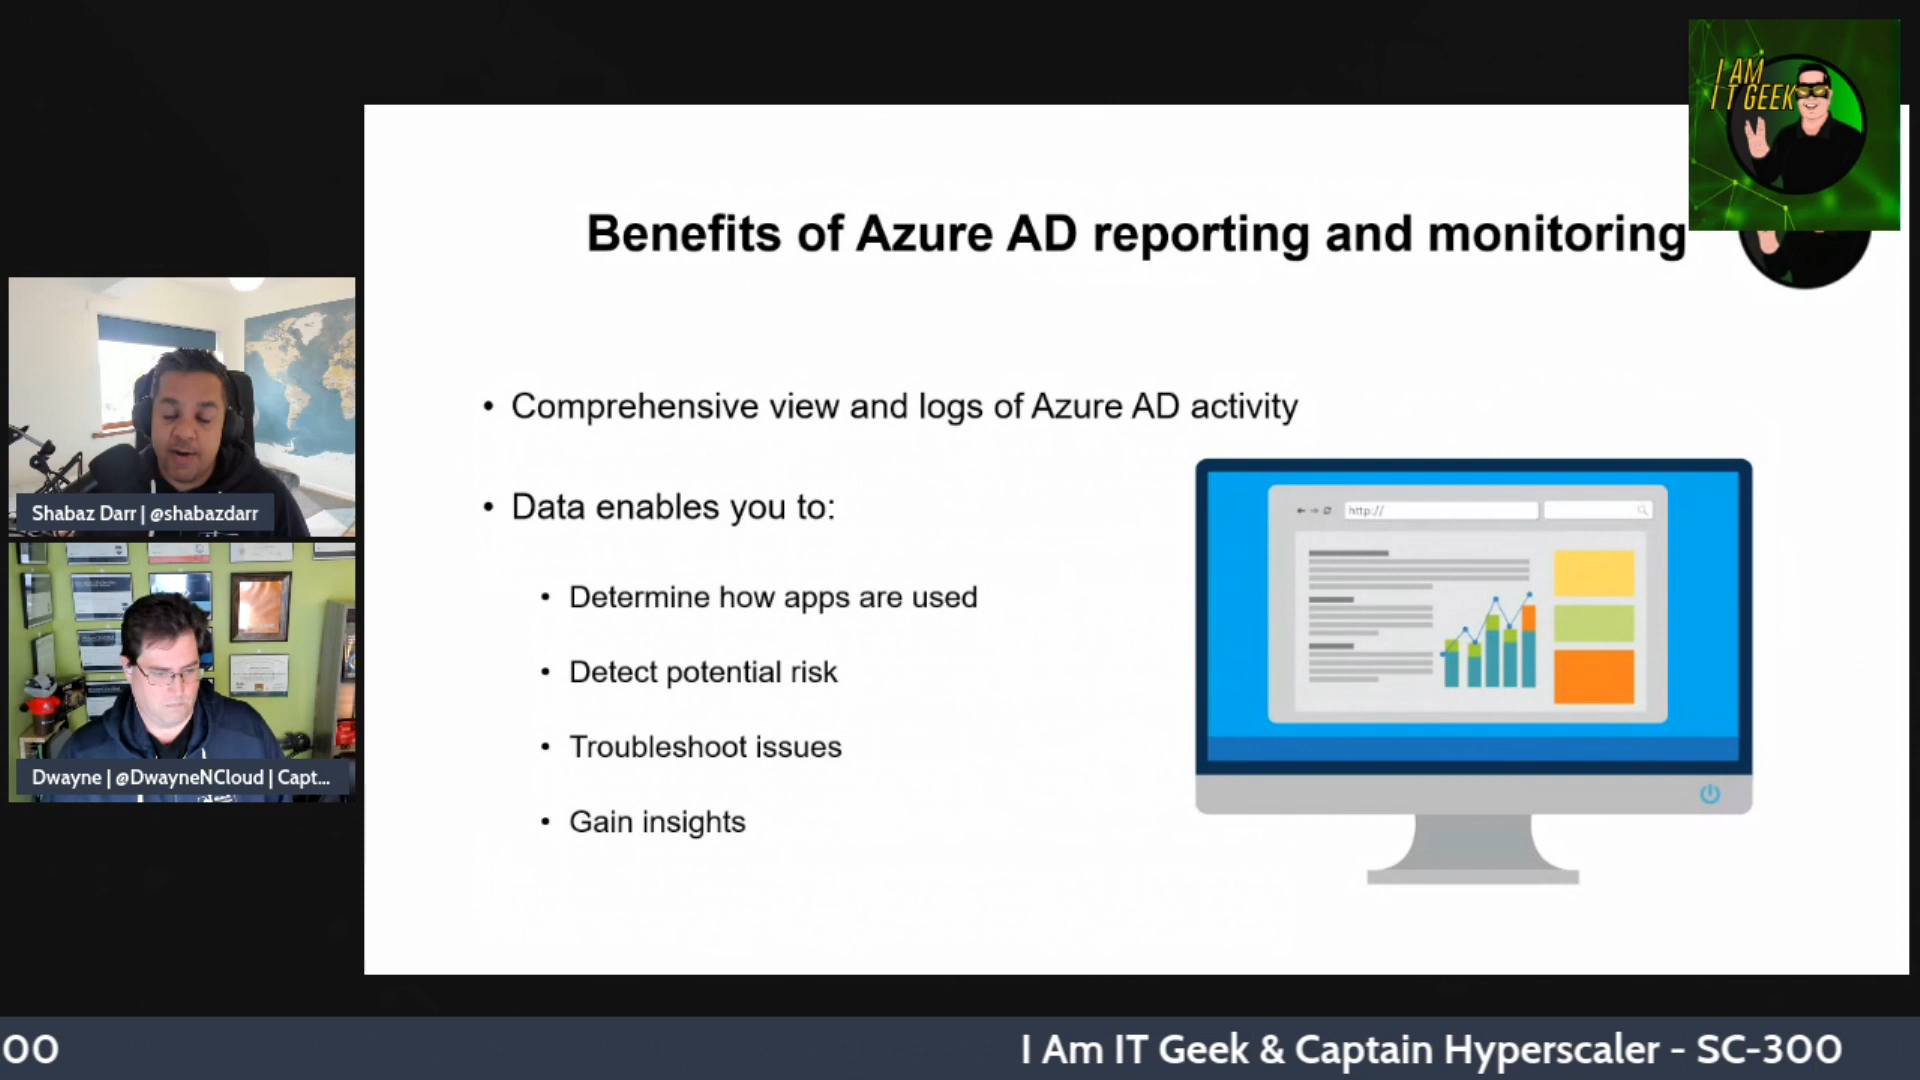 I AM
IT GEEK
Benefits of Azure AD reporting and monitoring
• Comprehensive view and logs of Azure AD activity
• Data enables you to:
• Determine how apps are used
• Detect potential risk
• Troubleshoot issues
• Gain insights
http://
Shabaz Darr | @shabazdarr
Dwayne | @DwayneNCloud | Capt...
00
I Am IT Geek & Captain Hyperscaler - SC-300